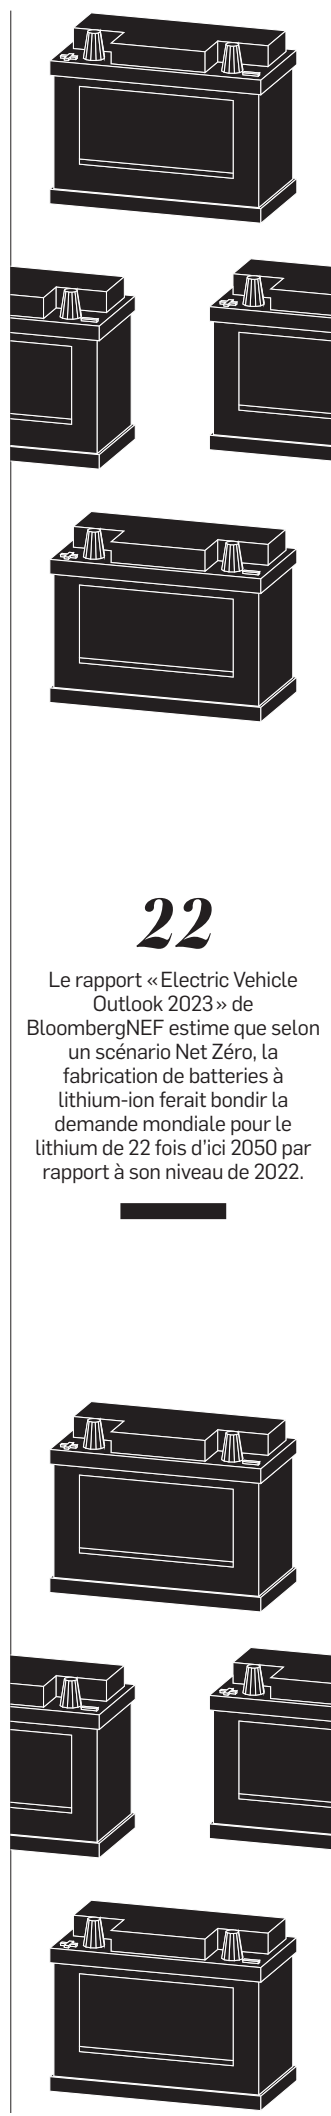 22
Le rapport « Electric Vehicle
Outlook 2023 » de
BloombergNEF estime que selon
un scénario Net Zéro, la
fabrication de batteries à
lithium-ion ferait bondir la
demande mondiale pour le
lithium de 22 fois d’ici 2050 par
rapport à son niveau de 2022.